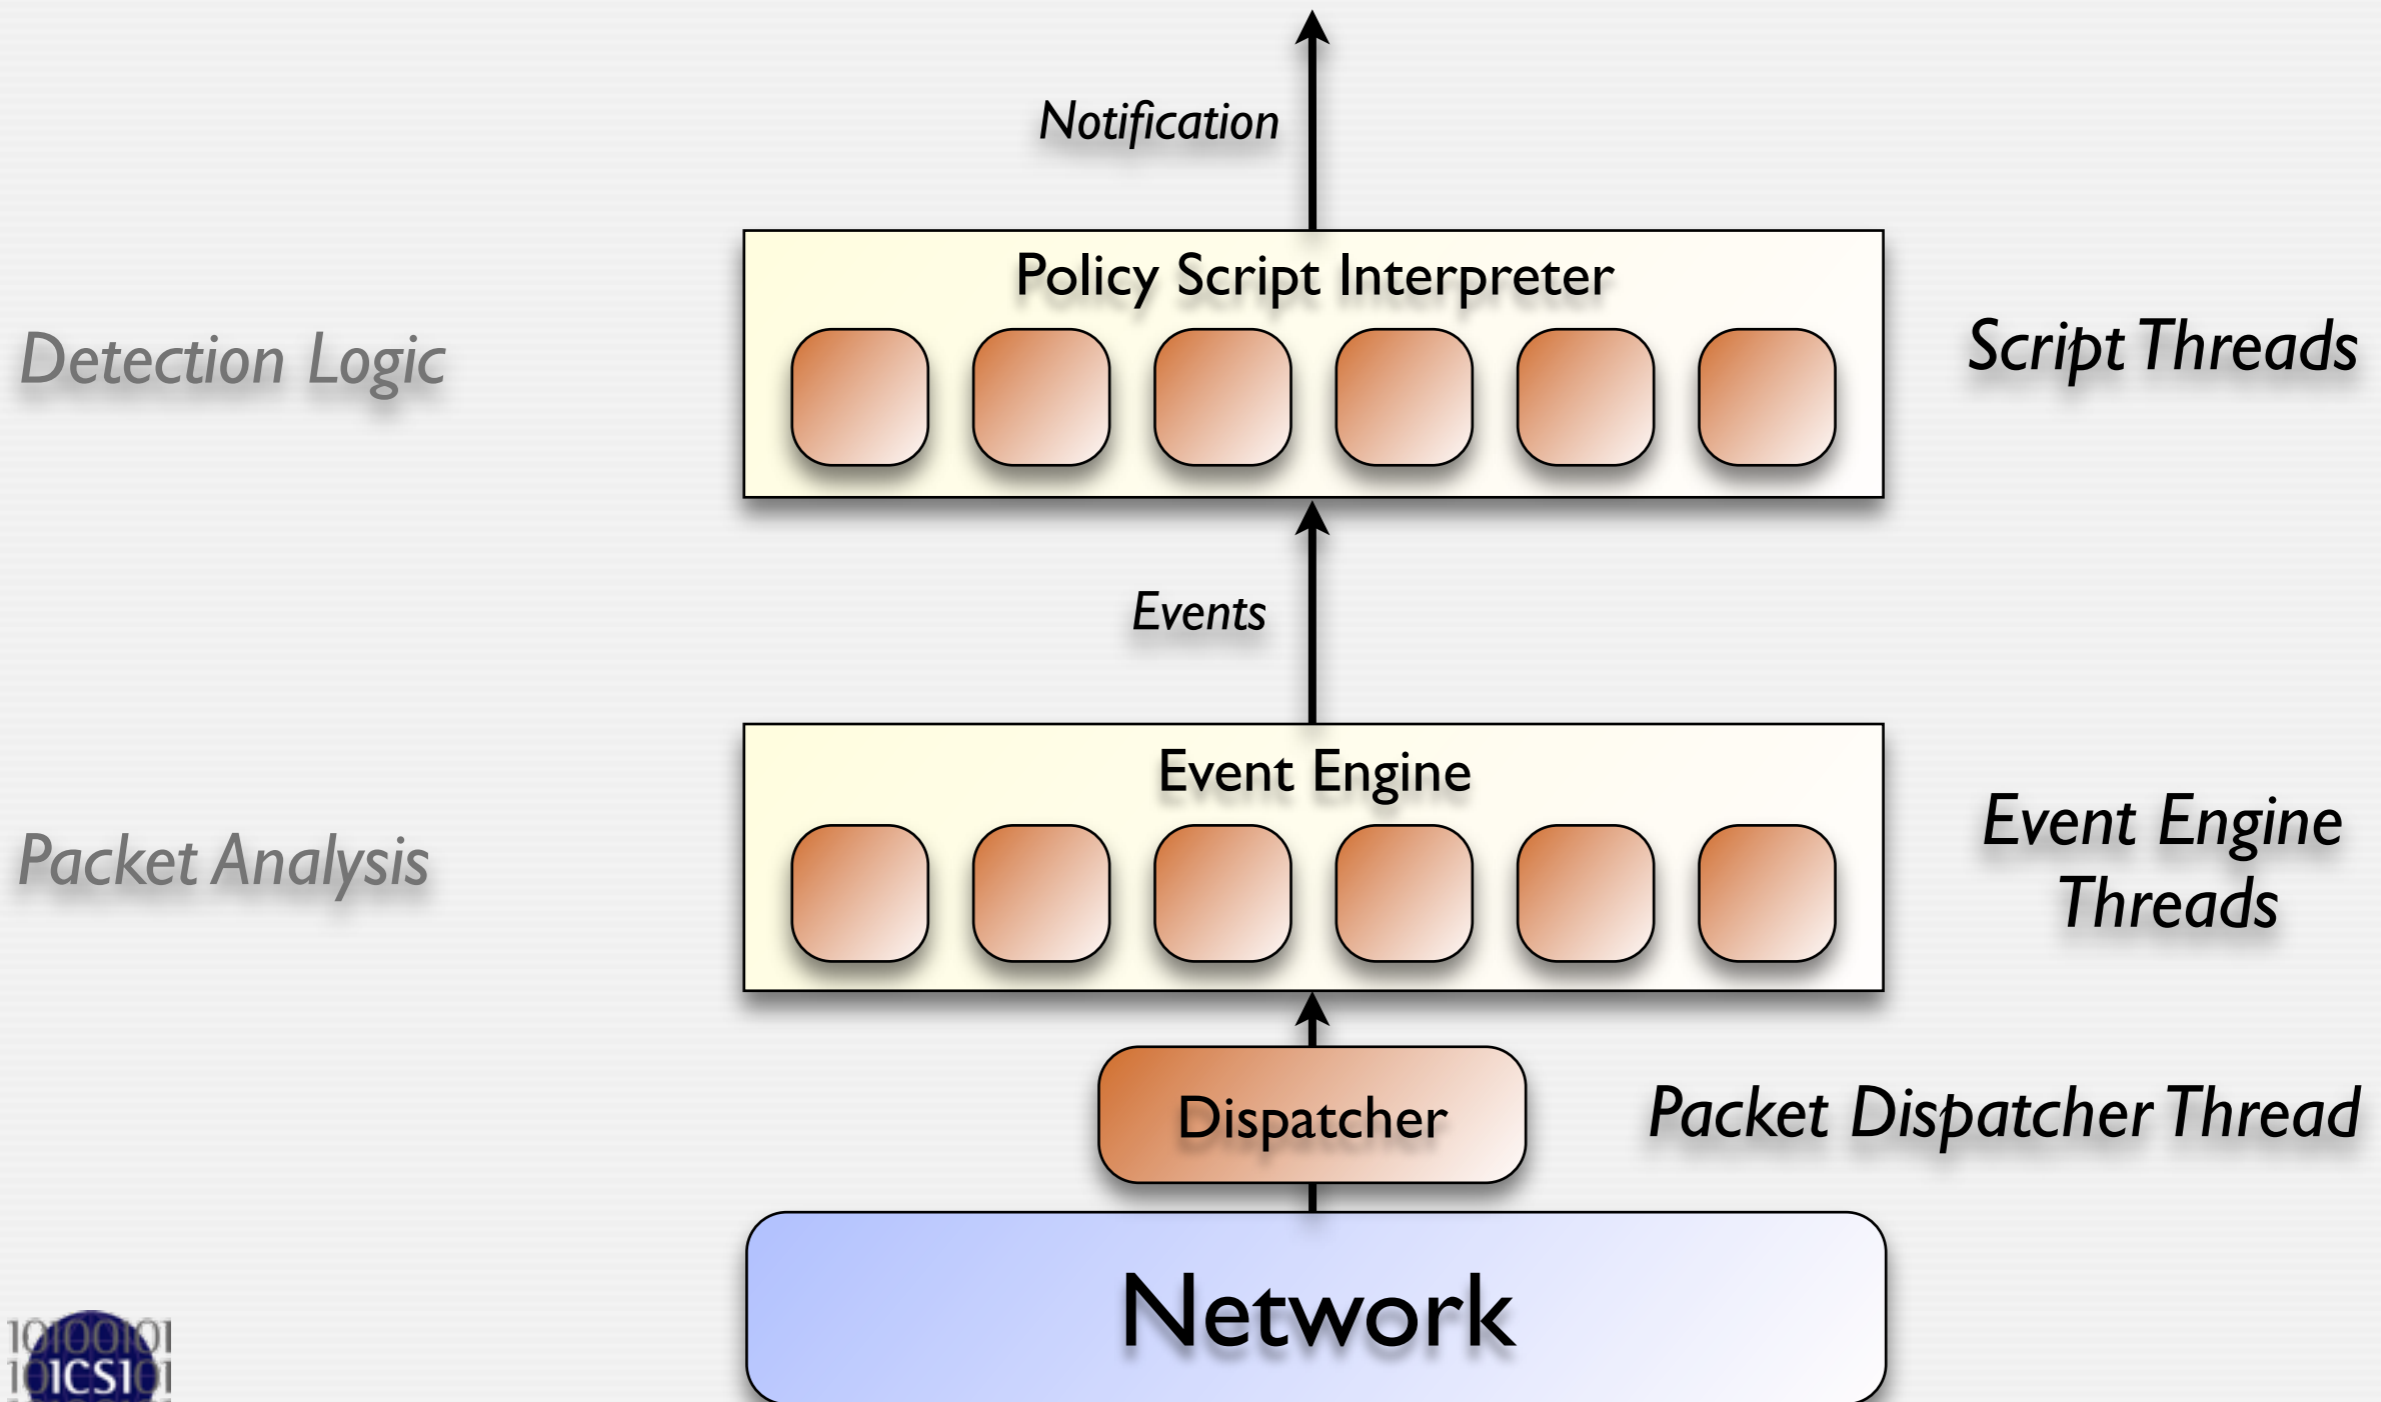 Notification
Policy Script Interpreter
Detection Logic
Script Threads
Events
Event Engine
Packet Analysis
Event Engine
Threads
Dispatcher
Packet Dispatcher Thread
Network
10100101
101ICSI101